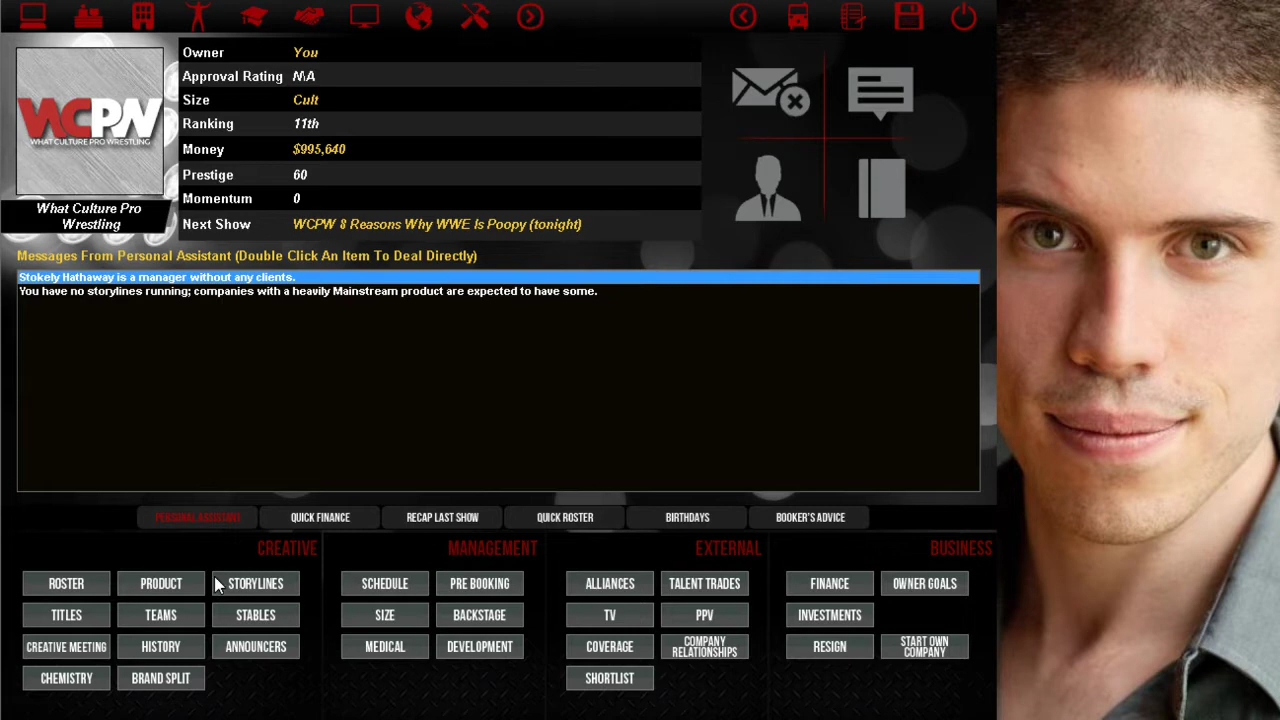 WCPW
WHAT CULTURE PRO WRESTLING
What Culture Pro
Wrestling
Owner You
Approval Rating N\A
Size Cult
Ranking 11th
Money $995,640
Prestige 60
Momentum 0
Next Show WCPW 8 Reasons Why WWE Is Poopy (tonight)
Messages From Personal Assistant (Double Click An Item To Deal Directly)
Stokely Hathaway is a manager without any clients.
You have no storylines running; companies with a heavily Mainstream product are expected to have some.
PERSONAL ASSISTANT QUICK FINANCE RECAP LAST SHOW QUICK ROSTER BIRTHDAYS BOOKER'S ADVICE
CREATIVE MANAGEMENT EXTERNAL BUSINESS
ROSTER PRODUCT STORYLINES SCHEDULE PRE BOOKING ALLIANCES TALENT TRADES FINANCE OWNER GOALS
TITLES TEAMS STABLES SIZE BACKSTAGE TV PPV INVESTMENTS
CREATIVE MEETING HISTORY ANNOUNCERS MEDICAL DEVELOPMENT COVERAGE COMPANY RELATIONSHIPS RESIGN START OWN COMPANY
CHEMISTRY BRAND SPLIT SHORTLIST